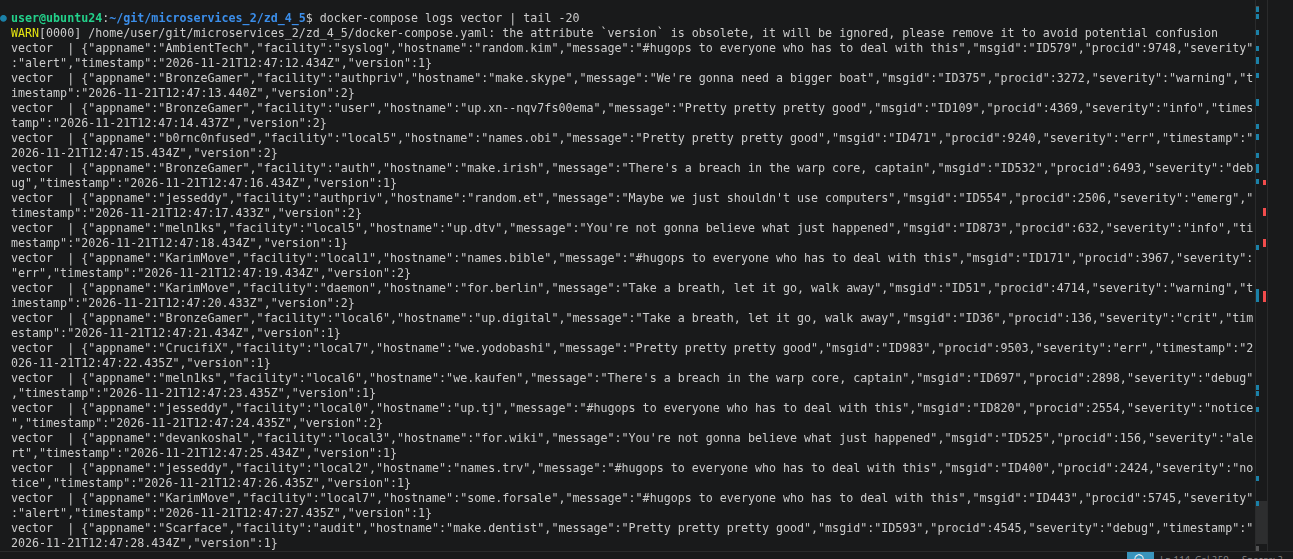 user@ubuntu24:~/git/microservices_2/zd_4_5$ docker-compose logs vector | tail -20
WARN[0000] /home/user/git/microservices_2/zd_4_5/docker-compose.yaml: the attribute `version` is obsolete, it will be ignored, please remove it to avoid potential confusion
vector  | {"appname":"AmbientTech","facility":"syslog","hostname":"random.kim","message":"#hugops to everyone who has to deal with this","msgid":"ID579","procid":9748,"severity"
:"alert","timestamp":"2026-11-21T12:47:12.434Z","version":1}
vector  | {"appname":"BronzeGamer","facility":"authpriv","hostname":"make.skype","message":"We're gonna need a bigger boat","msgid":"ID375","procid":3272,"severity":"warning","t
imestamp":"2026-11-21T12:47:13.440Z","version":2}
vector  | {"appname":"BronzeGamer","facility":"user","hostname":"up.xn--nqv7fs00ema","message":"Pretty pretty pretty good","msgid":"ID109","procid":4369,"severity":"info","times
tamp":"2026-11-21T12:47:14.437Z","version":2}
vector  | {"appname":"b0rnc0nfused","facility":"local5","hostname":"names.obi","message":"Pretty pretty pretty good","msgid":"ID471","procid":9240,"severity":"err","timestamp":"
2026-11-21T12:47:15.434Z","version":2}
vector  | {"appname":"BronzeGamer","facility":"auth","hostname":"make.irish","message":"There's a breach in the warp core, captain","msgid":"ID532","procid":6493,"severity":"deb
ug","timestamp":"2026-11-21T12:47:16.434Z","version":1}
vector  | {"appname":"jesseddy","facility":"authpriv","hostname":"random.et","message":"Maybe we just shouldn't use computers","msgid":"ID554","procid":2506,"severity":"emerg","
timestamp":"2026-11-21T12:47:17.433Z","version":2}
vector  | {"appname":"meln1ks","facility":"local5","hostname":"up.dtv","message":"You're not gonna believe what just happened","msgid":"ID873","procid":632,"severity":"info","ti
mestamp":"2026-11-21T12:47:18.434Z","version":1}
vector  | {"appname":"KarimMove","facility":"local1","hostname":"names.bible","message":"#hugops to everyone who has to deal with this","msgid":"ID171","procid":3967,"severity":
"err","timestamp":"2026-11-21T12:47:19.434Z","version":2}
vector  | {"appname":"KarimMove","facility":"daemon","hostname":"for.berlin","message":"Take a breath, let it go, walk away","msgid":"ID51","procid":4714,"severity":"warning","t
imestamp":"2026-11-21T12:47:20.433Z","version":2}
vector  | {"appname":"BronzeGamer","facility":"local6","hostname":"up.digital","message":"Take a breath, let it go, walk away","msgid":"ID36","procid":136,"severity":"crit","tim
estamp":"2026-11-21T12:47:21.434Z","version":1}
vector  | {"appname":"CrucifiX","facility":"local7","hostname":"we.yodobashi","message":"Pretty pretty pretty good","msgid":"ID983","procid":9503,"severity":"err","timestamp":"2
026-11-21T12:47:22.435Z","version":1}
vector  | {"appname":"meln1ks","facility":"local6","hostname":"we.kaufen","message":"There's a breach in the warp core, captain","msgid":"ID697","procid":2898,"severity":"debug"
,"timestamp":"2026-11-21T12:47:23.435Z","version":1}
vector  | {"appname":"jesseddy","facility":"local0","hostname":"up.tj","message":"#hugops to everyone who has to deal with this","msgid":"ID820","procid":2554,"severity":"notice
","timestamp":"2026-11-21T12:47:24.435Z","version":2}
vector  | {"appname":"devankoshal","facility":"local3","hostname":"for.wiki","message":"You're not gonna believe what just happened","msgid":"ID525","procid":156,"severity":"ale
rt","timestamp":"2026-11-21T12:47:25.434Z","version":1}
vector  | {"appname":"jesseddy","facility":"local2","hostname":"names.trv","message":"#hugops to everyone who has to deal with this","msgid":"ID400","procid":2424,"severity":"no
tice","timestamp":"2026-11-21T12:47:26.435Z","version":1}
vector  | {"appname":"KarimMove","facility":"local7","hostname":"some.forsale","message":"#hugops to everyone who has to deal with this","msgid":"ID443","procid":5745,"severity"
:"alert","timestamp":"2026-11-21T12:47:27.435Z","version":1}
vector  | {"appname":"Scarface","facility":"audit","hostname":"make.dentist","message":"Pretty pretty pretty good","msgid":"ID593","procid":4545,"severity":"debug","timestamp":"
2026-11-21T12:47:28.434Z","version":1}